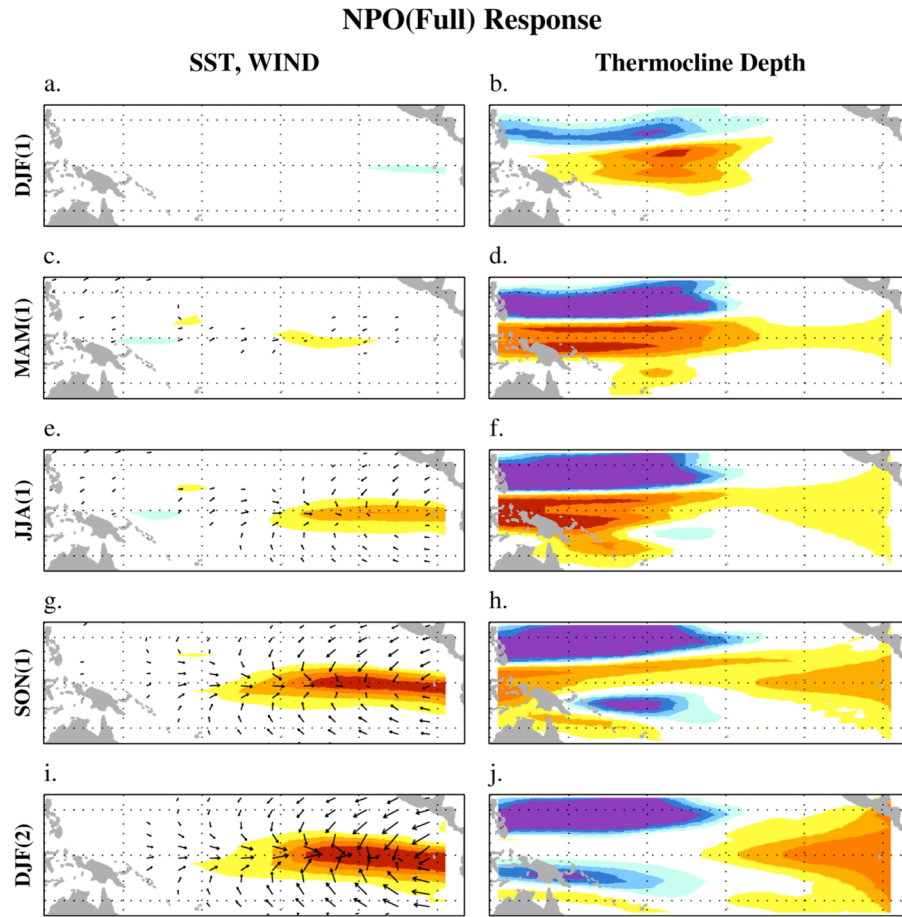 NPO(Full) Response
SST, WIND
Thermocline Depth
a.
b.
DJF(1)
c.
d.
MAM(1)
e.
f.
JJA(1)
g.
h.
SON(1)
i.
j.
DJF(2)